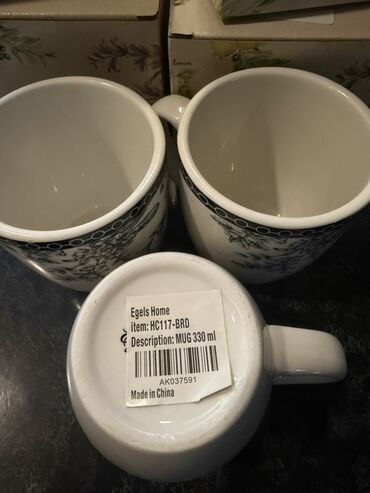 Egels Home
item: HC117-BRD
Description: MUG 330 ml
AK037591
Made in China